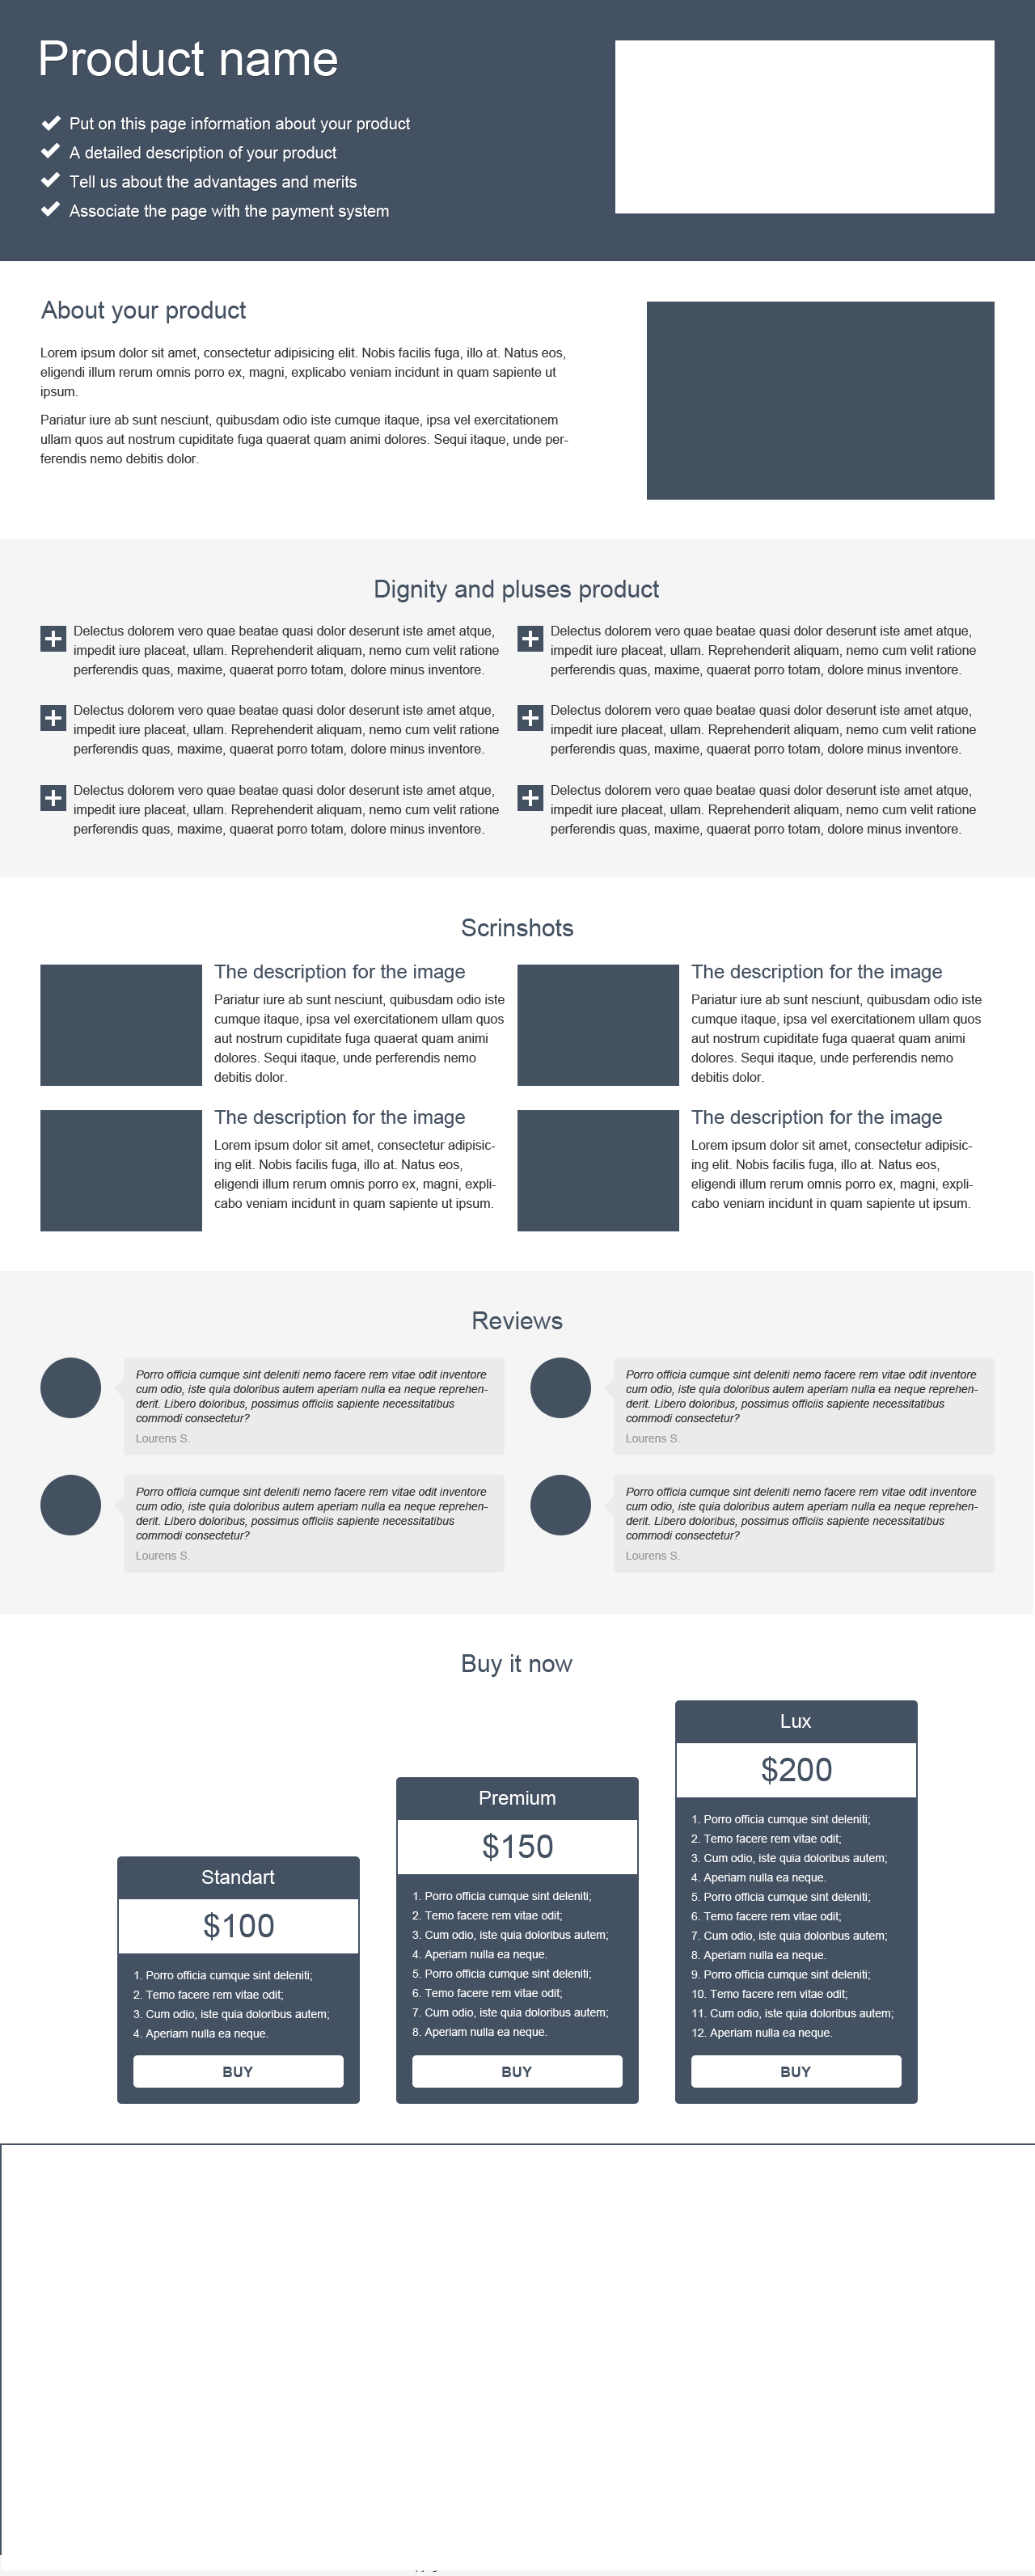 Product name
Put on this page information about your product
A detailed description of your product
Tell us about the advantages and merits
Associate the page with the payment system
About your product
Lorem ipsum dolor sit amet, consectetur adipisicing elit. Nobis facilis fuga, illo at. Natus eos,
eligendi illum rerum omnis porro ex, magni, explicabo veniam incidunt in quam sapiente ut
ipsum.
Pariatur iure ab sunt nesciunt, quibusdam odio iste cumque itaque, ipsa vel exercitationem
ullam quos aut nostrum cupiditate fuga quaerat quam animi dolores. Sequi itaque, unde per-
ferendis nemo debitis dolor.
Dignity and pluses product
Delectus dolorem vero quae beatae quasi dolor deserunt iste amet atque,
impedit iure placeat, ullam. Reprehenderit aliquam, nemo cum velit ratione
perferendis quas, maxime, quaerat porro totam, dolore minus inventore.
Delectus dolorem vero quae beatae quasi dolor deserunt iste amet atque,
impedit iure placeat, ullam. Reprehenderit aliquam, nemo cum velit ratione
perferendis quas, maxime, quaerat porro totam, dolore minus inventore.
Delectus dolorem vero quae beatae quasi dolor deserunt iste amet atque,
impedit iure placeat, ullam. Reprehenderit aliquam, nemo cum velit ratione
perferendis quas, maxime, quaerat porro totam, dolore minus inventore.
Delectus dolorem vero quae beatae quasi dolor deserunt iste amet atque,
impedit iure placeat, ullam. Reprehenderit aliquam, nemo cum velit ratione
perferendis quas, maxime, quaerat porro totam, dolore minus inventore.
Delectus dolorem vero quae beatae quasi dolor deserunt iste amet atque,
impedit iure placeat, ullam. Reprehenderit aliquam, nemo cum velit ratione
perferendis quas, maxime, quaerat porro totam, dolore minus inventore.
Delectus dolorem vero quae beatae quasi dolor deserunt iste amet atque,
impedit iure placeat, ullam. Reprehenderit aliquam, nemo cum velit ratione
perferendis quas, maxime, quaerat porro totam, dolore minus inventore.
Scrinshots
The description for the image
Pariatur iure ab sunt nesciunt, quibusdam odio iste
cumque itaque, ipsa vel exercitationem ullam quos
aut nostrum cupiditate fuga quaerat quam animi
dolores. Sequi itaque, unde perferendis nemo
debitis dolor.
The description for the image
Pariatur iure ab sunt nesciunt, quibusdam odio iste
cumque itaque, ipsa vel exercitationem ullam quos
aut nostrum cupiditate fuga quaerat quam animi
dolores. Sequi itaque, unde perferendis nemo
debitis dolor.
The description for the image
Lorem ipsum dolor sit amet, consectetur adipisic-
ing elit. Nobis facilis fuga, illo at. Natus eos,
eligendi illum rerum omnis porro ex, magni, expli-
cabo veniam incidunt in quam sapiente ut ipsum.
The description for the image
Lorem ipsum dolor sit amet, consectetur adipisic-
ing elit. Nobis facilis fuga, illo at. Natus eos,
eligendi illum rerum omnis porro ex, magni, expli-
cabo veniam incidunt in quam sapiente ut ipsum.
Reviews
Porro officia cumque sint deleniti nemo facere rem vitae odit inventore
cum odio, iste quia doloribus autem aperiam nulla ea neque reprehen-
derit. Libero doloribus, possimus officiis sapiente necessitatibus
commodi consectetur?
Lourens S.
Porro officia cumque sint deleniti nemo facere rem vitae odit inventore
cum odio, iste quia doloribus autem aperiam nulla ea neque reprehen-
derit. Libero doloribus, possimus officiis sapiente necessitatibus
commodi consectetur?
Lourens S.
Porro officia cumque sint deleniti nemo facere rem vitae odit inventore
cum odio, iste quia doloribus autem aperiam nulla ea neque reprehen-
derit. Libero doloribus, possimus officiis sapiente necessitatibus
commodi consectetur?
Lourens S.
Porro officia cumque sint deleniti nemo facere rem vitae odit inventore
cum odio, iste quia doloribus autem aperiam nulla ea neque reprehen-
derit. Libero doloribus, possimus officiis sapiente necessitatibus
commodi consectetur?
Lourens S.
Buy it now
Standart
$100
1. Porro officia cumque sint deleniti;
2. Temo facere rem vitae odit;
3. Cum odio, iste quia doloribus autem;
4. Aperiam nulla ea neque.
BUY
Premium
$150
1. Porro officia cumque sint deleniti;
2. Temo facere rem vitae odit;
3. Cum odio, iste quia doloribus autem;
4. Aperiam nulla ea neque.
5. Porro officia cumque sint deleniti;
6. Temo facere rem vitae odit;
7. Cum odio, iste quia doloribus autem;
8. Aperiam nulla ea neque.
BUY
Lux
$200
1. Porro officia cumque sint deleniti;
2. Temo facere rem vitae odit;
3. Cum odio, iste quia doloribus autem;
4. Aperiam nulla ea neque.
5. Porro officia cumque sint deleniti;
6. Temo facere rem vitae odit;
7. Cum odio, iste quia doloribus autem;
8. Aperiam nulla ea neque.
9. Porro officia cumque sint deleniti;
10. Temo facere rem vitae odit;
11. Cum odio, iste quia doloribus autem;
12. Aperiam nulla ea neque.
BUY